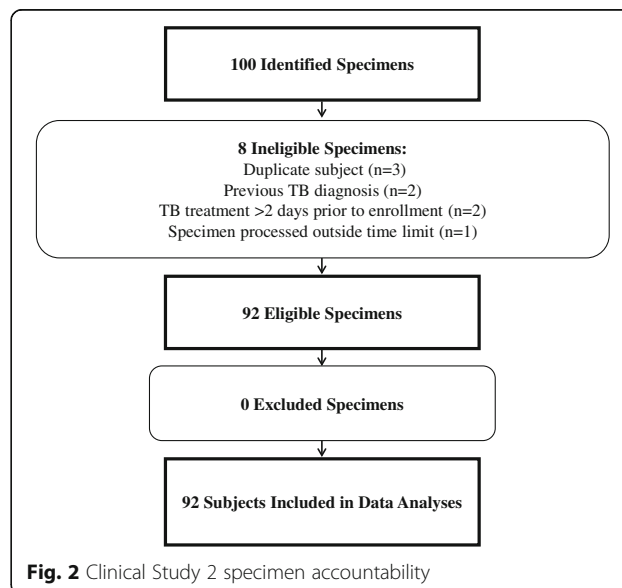 100 Identified Specimens
8 Ineligible Specimens:
Duplicate subject (n=3)
Previous TB diagnosis (n=2)
TB treatment >2 days prior to enrollment (n=2)
Specimen processed outside time limit (n=1)
92 Eligible Specimens
0 Excluded Specimens
92 Subjects Included in Data Analyses
Fig. 2 Clinical Study 2 specimen accountability